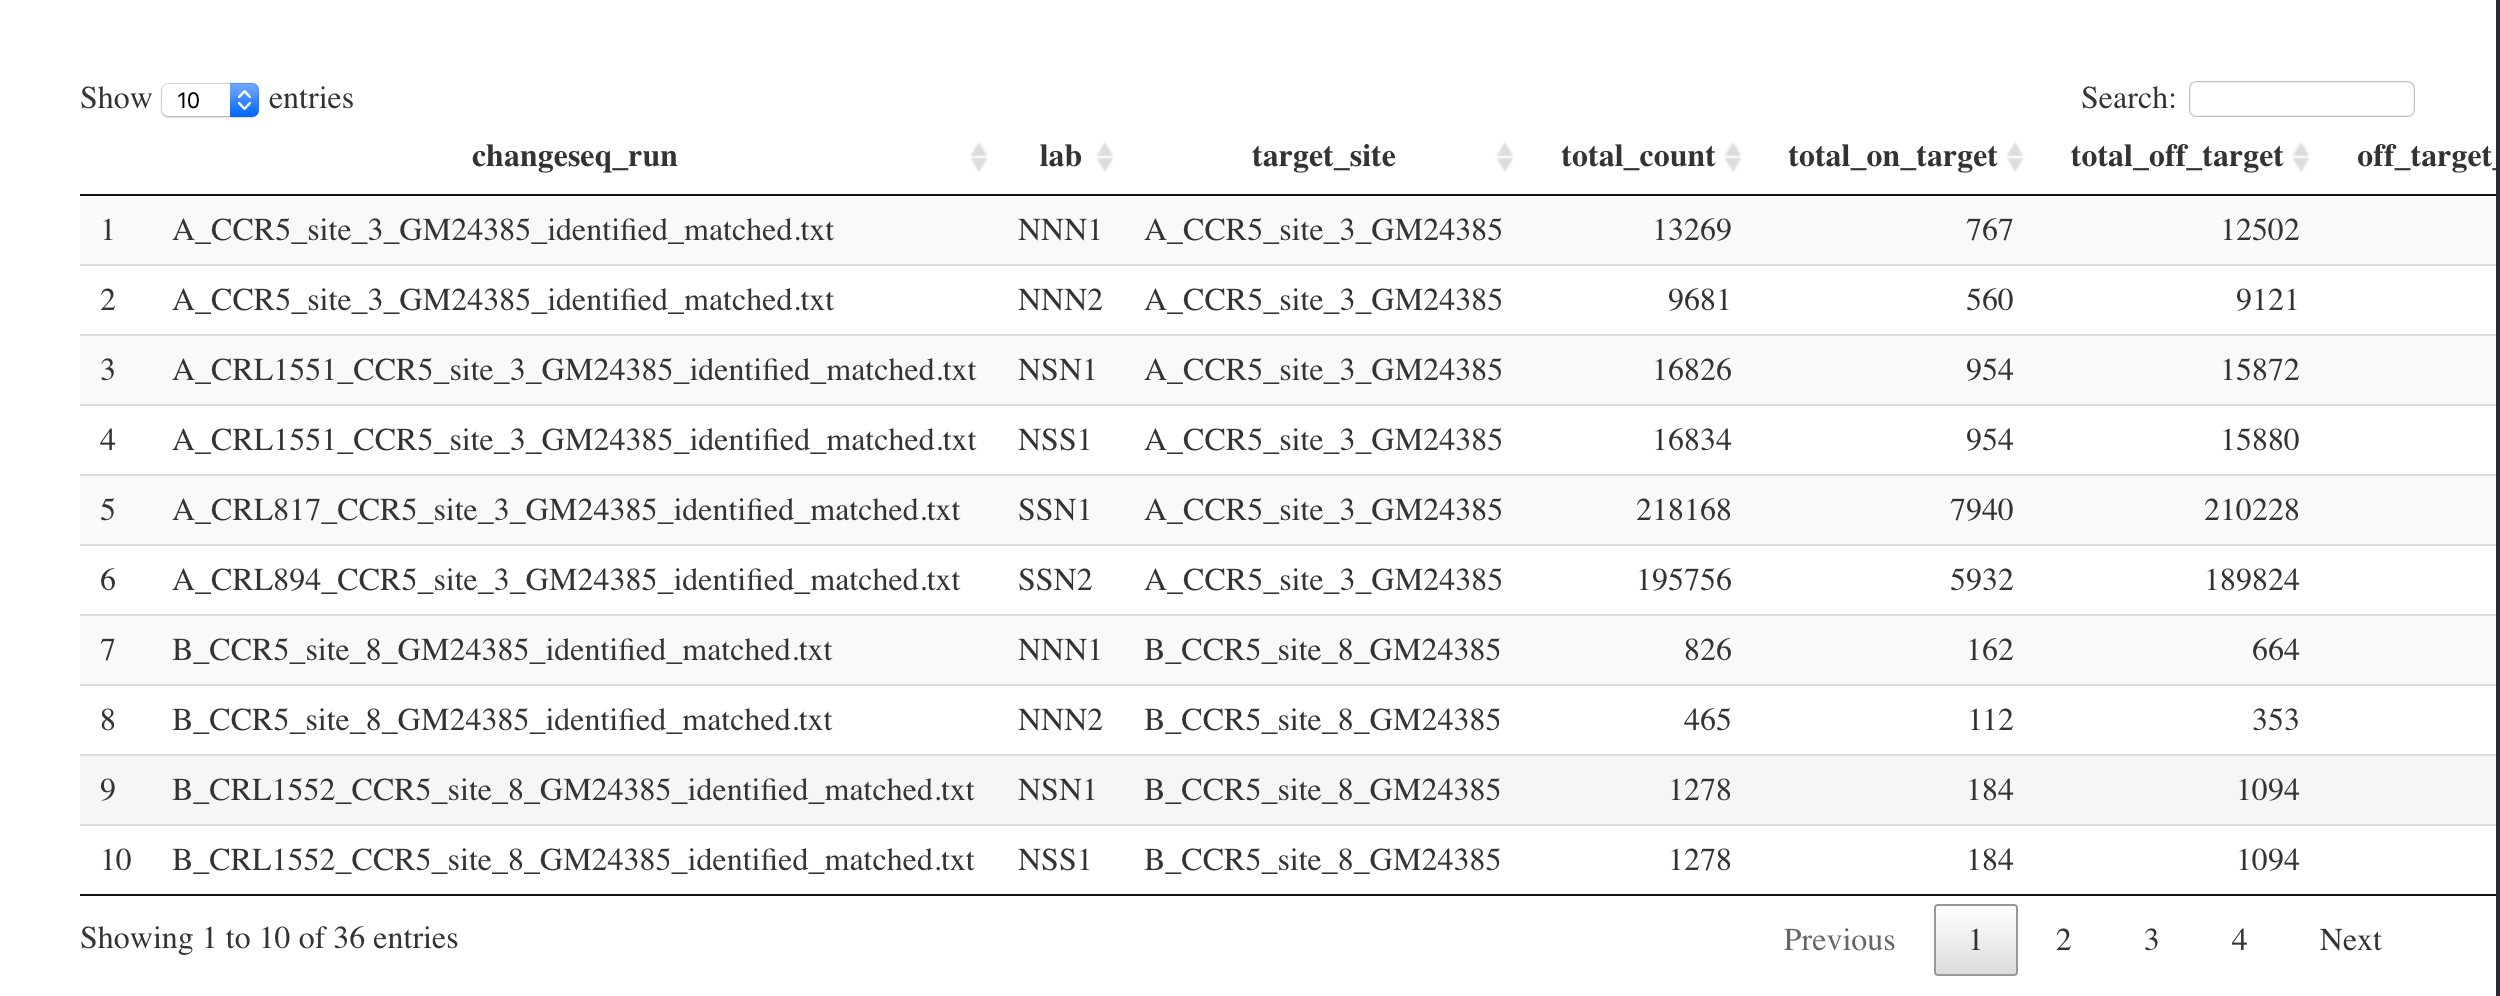 Show 10 entries Search:
changeseq_run lab target_site total_count total_on_target total_off_target off_target_
1 A_CCR5_site_3_GM24385_identified_matched.txt NNN1 A_CCR5_site_3_GM24385 13269 767 12502
2 A_CCR5_site_3_GM24385_identified_matched.txt NNN2 A_CCR5_site_3_GM24385 9681 560 9121
3 A_CRL1551_CCR5_site_3_GM24385_identified_matched.txt NSN1 A_CCR5_site_3_GM24385 16826 954 15872
4 A_CRL1551_CCR5_site_3_GM24385_identified_matched.txt NSS1 A_CCR5_site_3_GM24385 16834 954 15880
5 A_CRL817_CCR5_site_3_GM24385_identified_matched.txt SSN1 A_CCR5_site_3_GM24385 218168 7940 210228
6 A_CRL894_CCR5_site_3_GM24385_identified_matched.txt SSN2 A_CCR5_site_3_GM24385 195756 5932 189824
7 B_CCR5_site_8_GM24385_identified_matched.txt NNN1 B_CCR5_site_8_GM24385 826 162 664
8 B_CCR5_site_8_GM24385_identified_matched.txt NNN2 B_CCR5_site_8_GM24385 465 112 353
9 B_CRL1552_CCR5_site_8_GM24385_identified_matched.txt NSN1 B_CCR5_site_8_GM24385 1278 184 1094
10 B_CRL1552_CCR5_site_8_GM24385_identified_matched.txt NSS1 B_CCR5_site_8_GM24385 1278 184 1094
Showing 1 to 10 of 36 entries Previous 1 2 3 4 Next